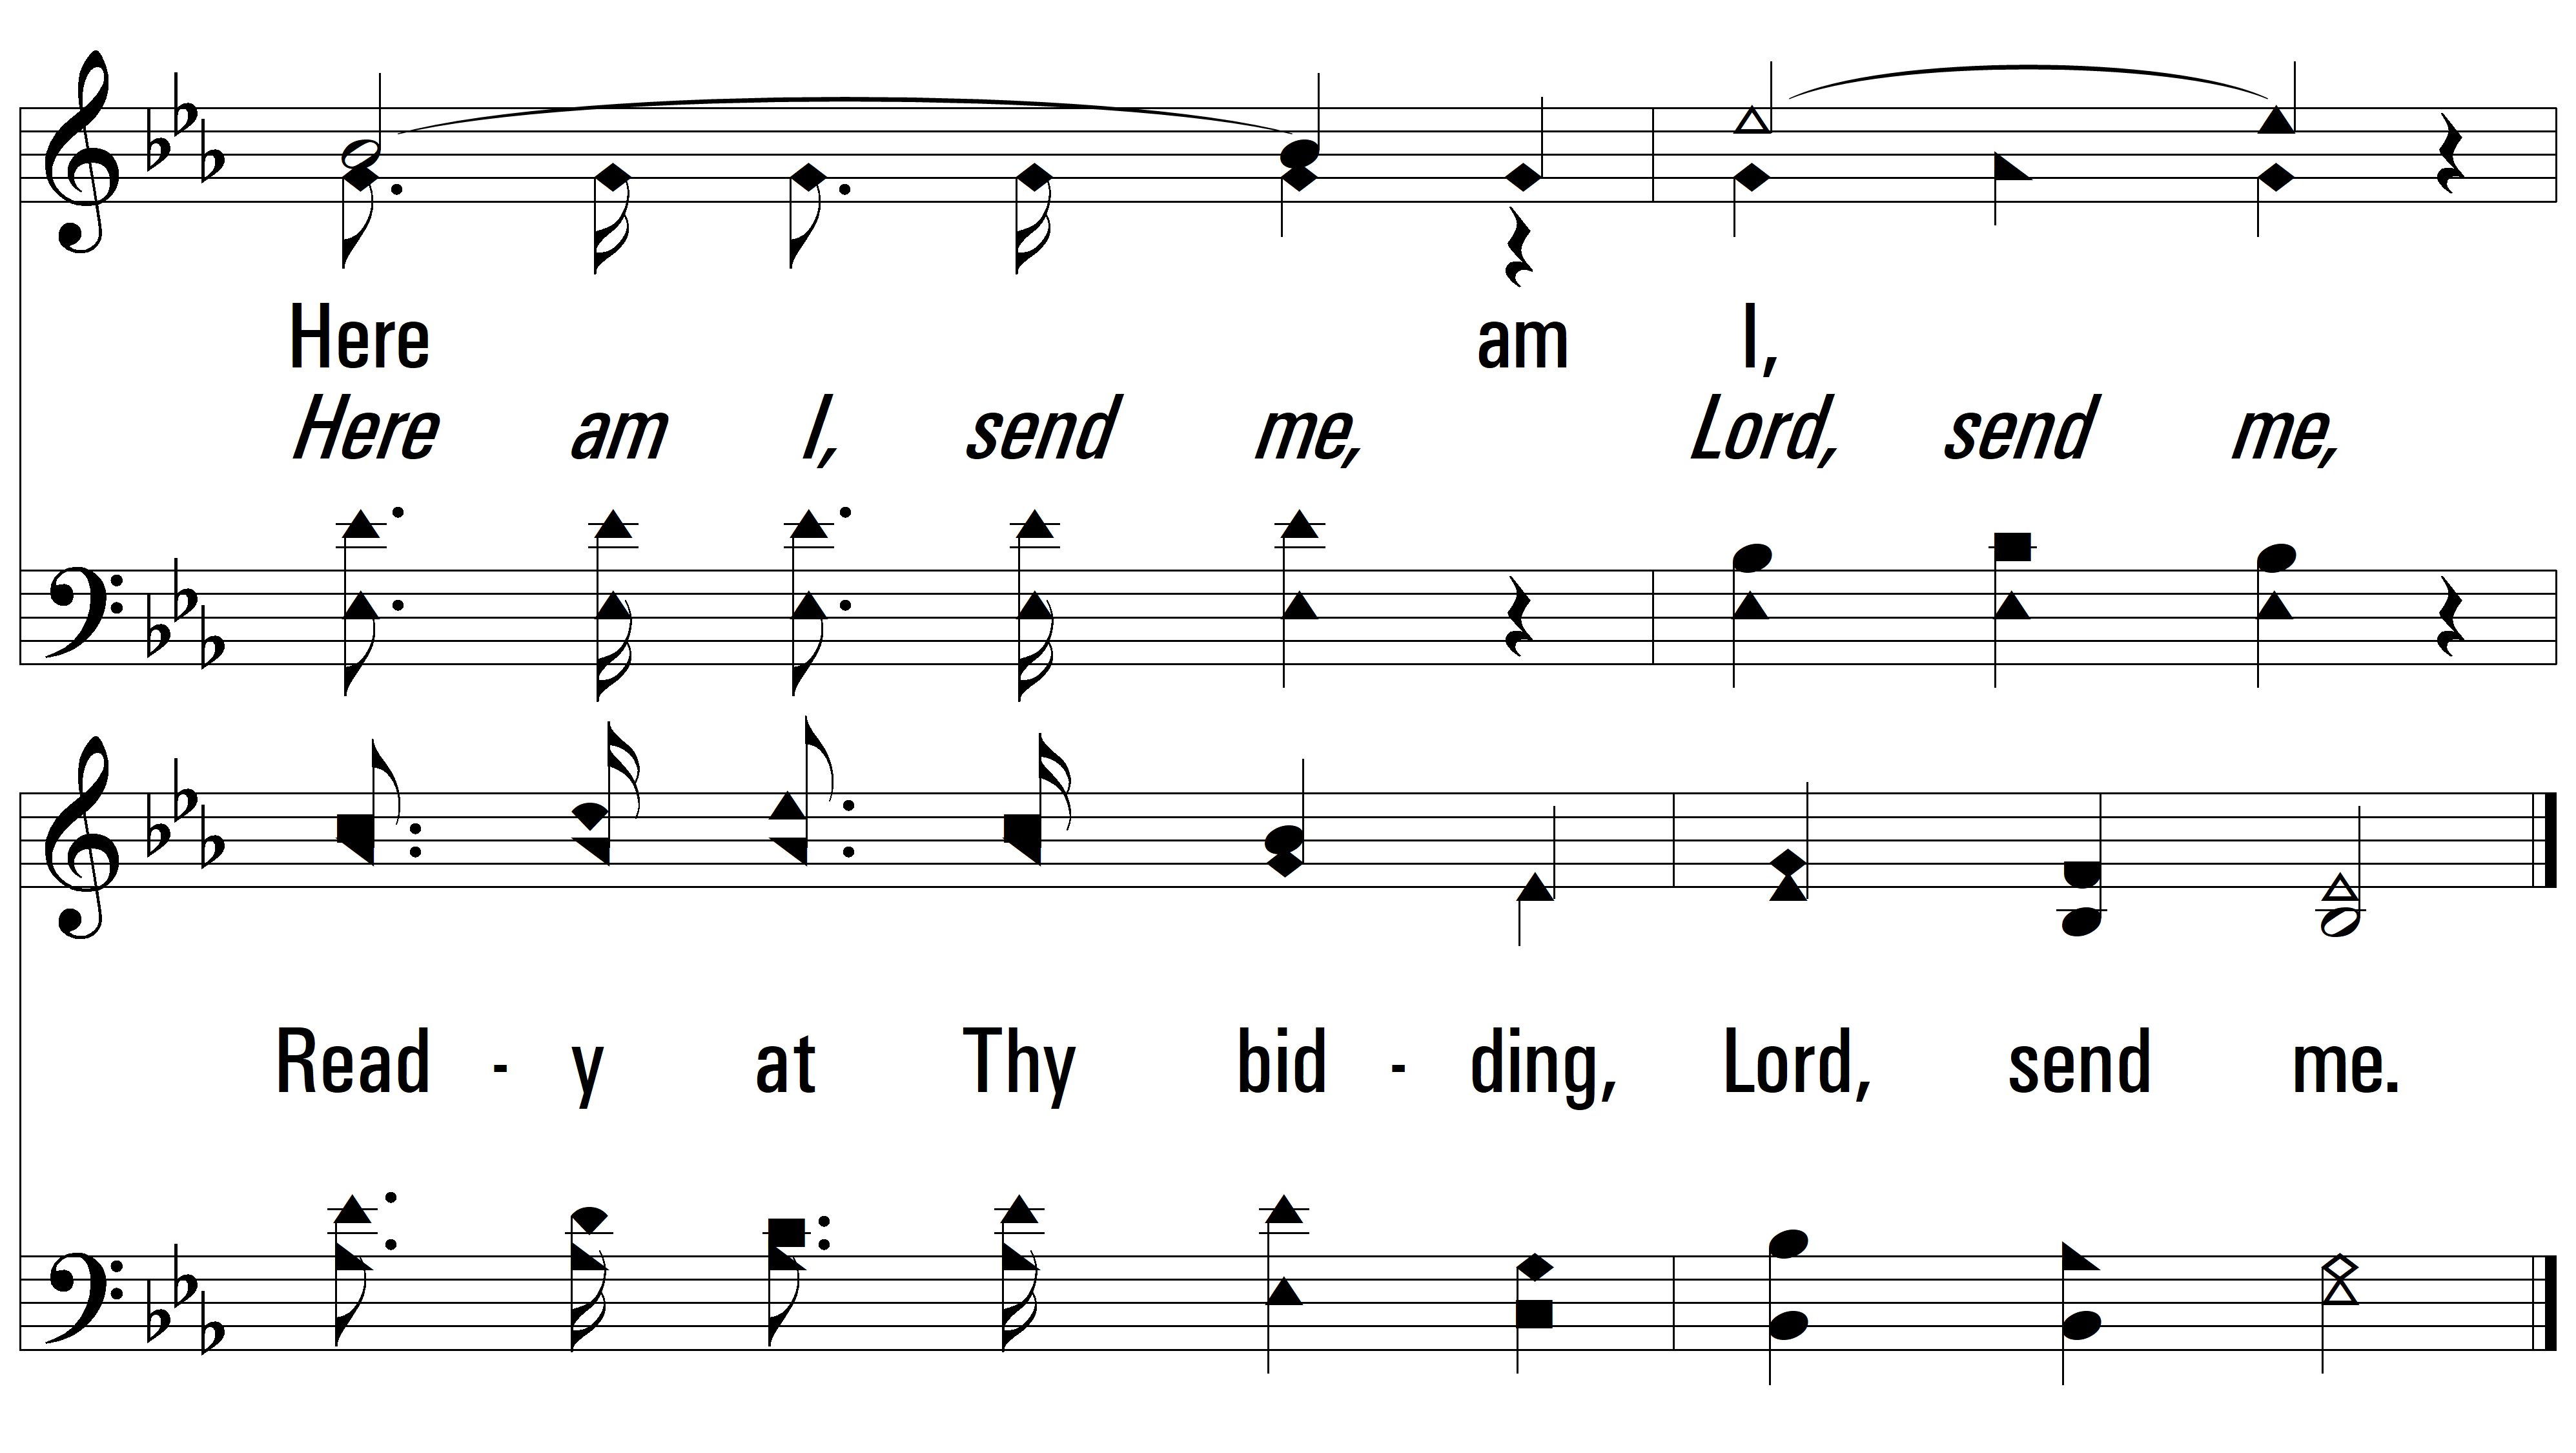 Here am I,
Here am I, send me, Lord, send me,
Read - y at Thy bid - ding, Lord, send me.